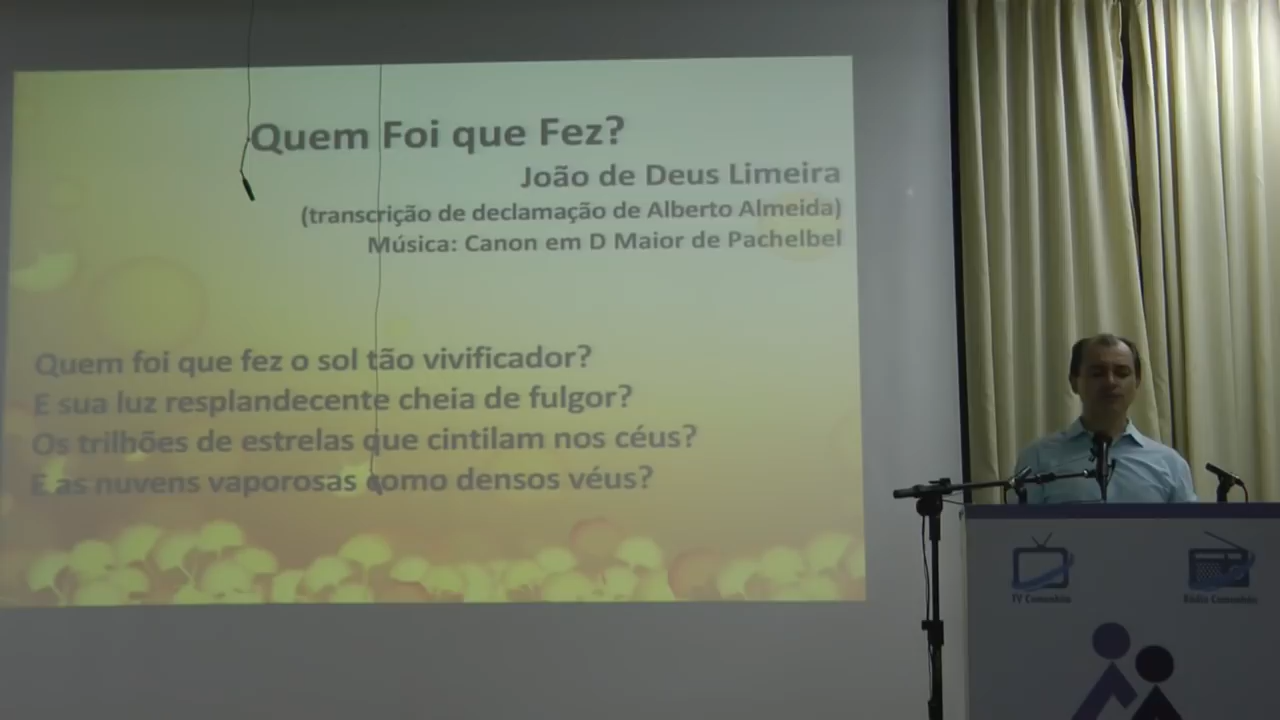 Quem Foi que Fez?
João de Deus Limeira
(transcrição de declamação de Alberto Almeida)
Música: Canon em D Maior de Pachelbel
Quem foi que fez o sol tão vivificador?
E sua luz resplandecente cheia de fulgor?
Os trilhões de estrelas que cintilam nos céus?
E as nuvens vaporosas como densos véus?
TV Comunhão
Rádio Comunhão